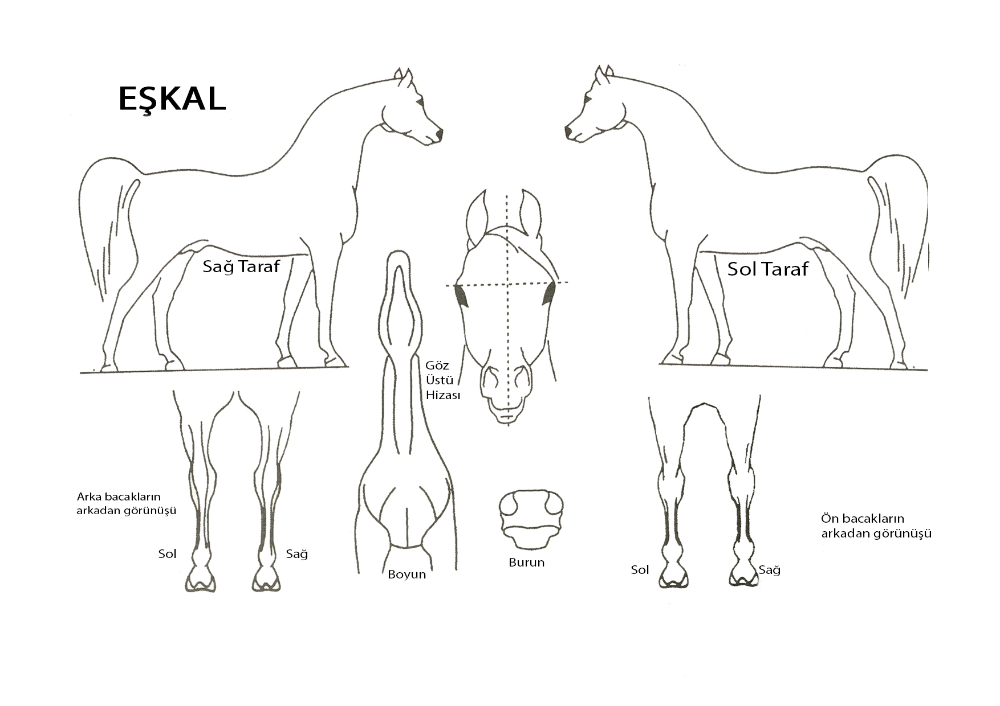 EŞKAL
Sağ Taraf
Sol Taraf
Göz
Üstü
Hizası
Arka bacakların
arkadan görünüşü
Sol
Sağ
Boyun
Burun
Ön bacakların
arkadan görünüşü
Sol
Sağ